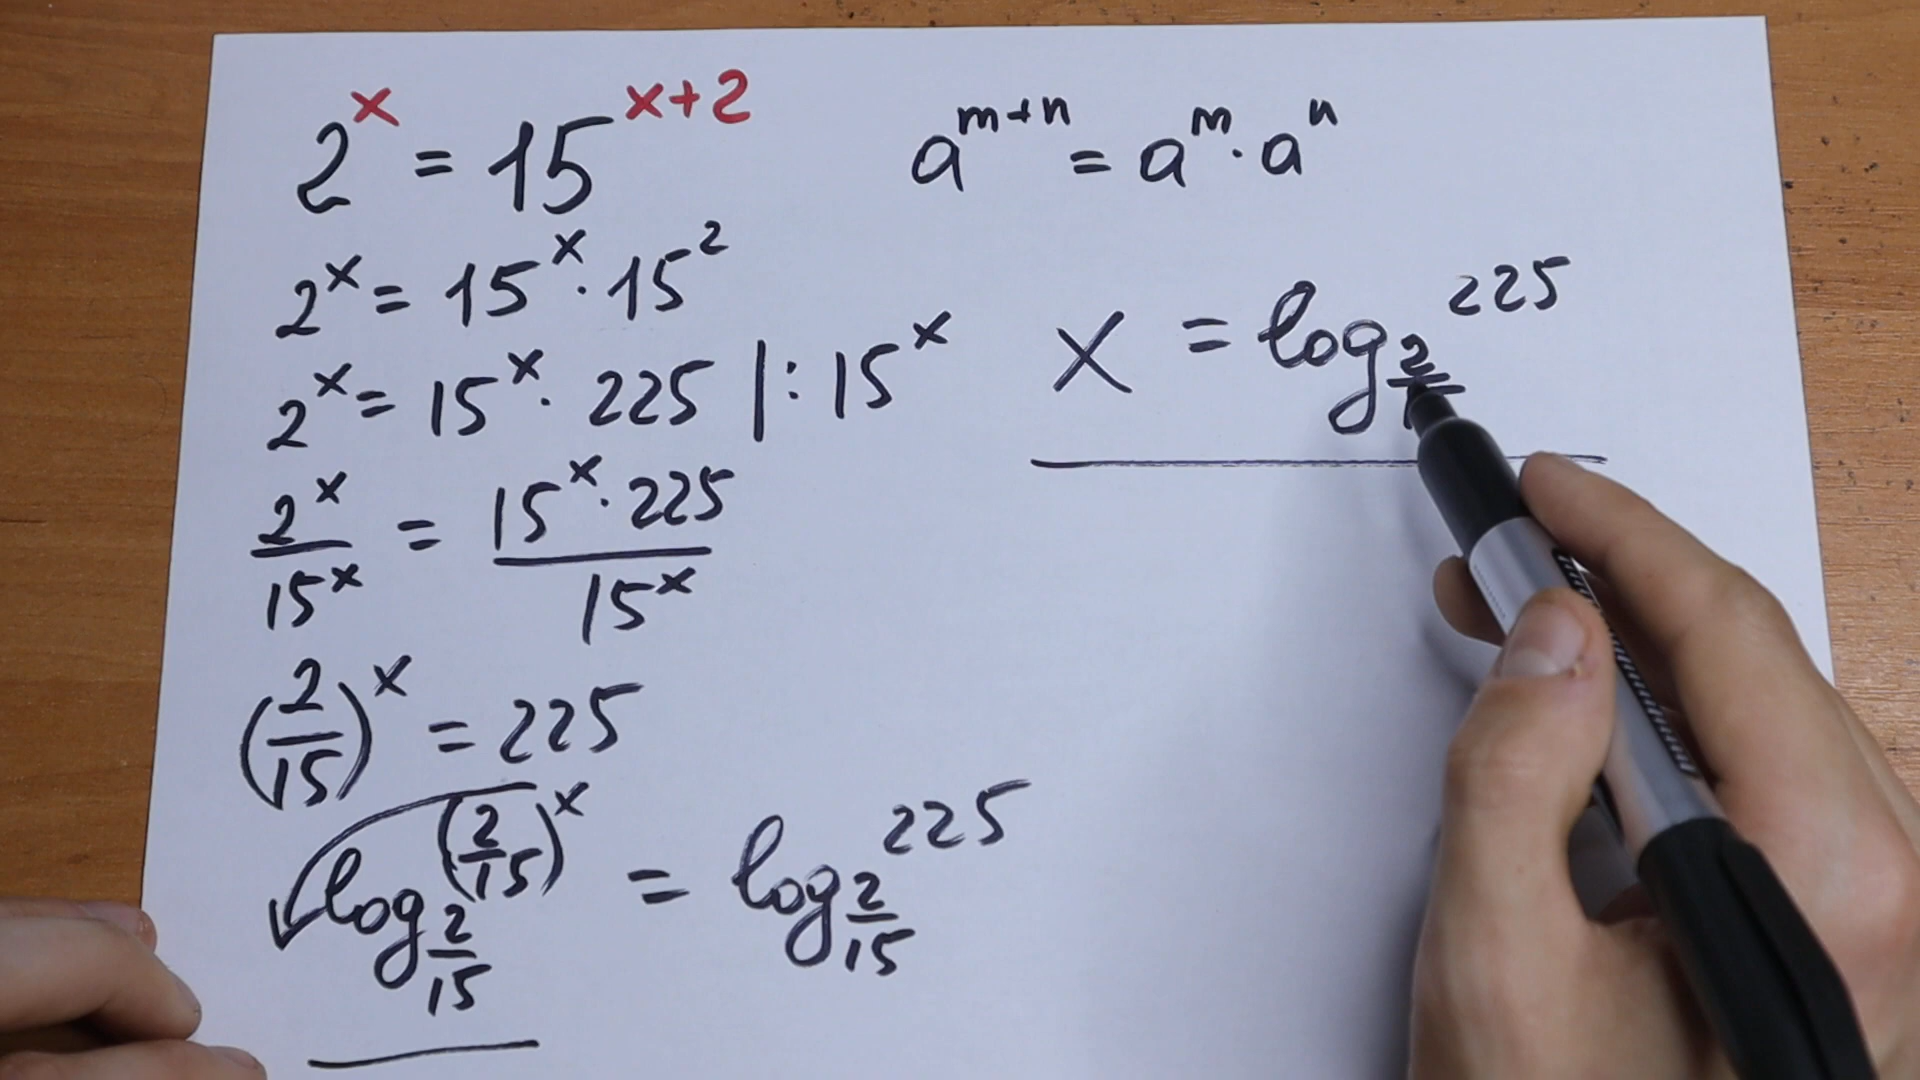 2^x = 15^(x+2)
2^x = 15^x · 15^2
2^x = 15^x · 225 | : 15^x
2^x/15^x = (15^x · 225)/15^x
(2/15)^x = 225
log_(2/15) (2/15)^x = log_(2/15) 225
a^(m+n) = a^m · a^n
x = log_(2/1 225